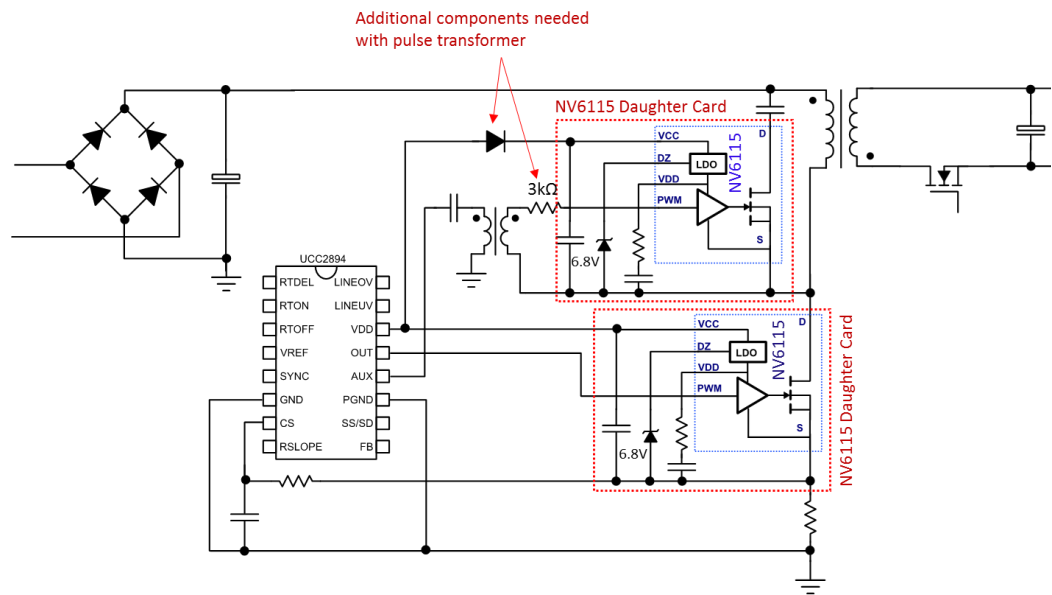 Additional components needed
with pulse transformer
NV6115 Daughter Card
VCC
D
DZ
LDO
NV6115
VDD
3kΩ
PWM
S
6.8V
UCC2894
RTDEL LINEOV
RTON LINEUV
RTOFF VDD
VREF OUT
SYNC AUX
GND PGND
CS SS/SD
RSLOPE FB
NV6115 Daughter Card
VCC
D
DZ
LDO
NV6115
VDD
PWM
S
6.8V